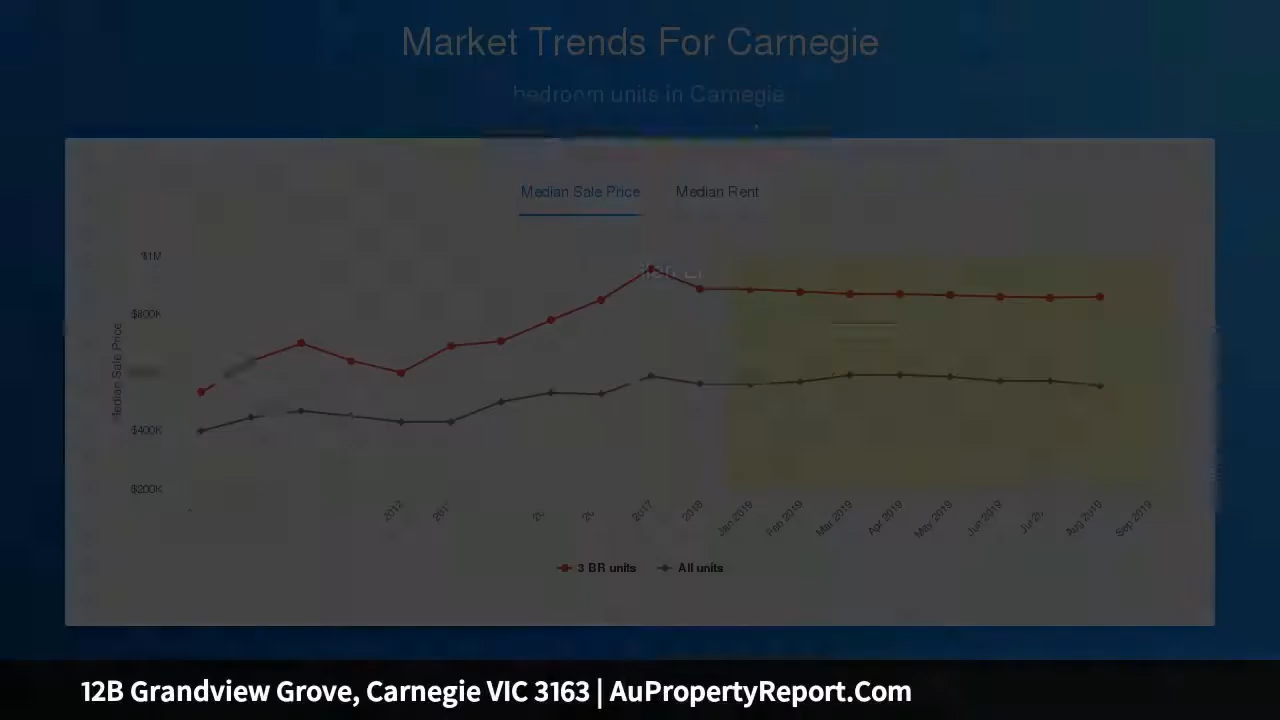 Market Trends For Carnegie
bedroom units in Carnegie
Median Sale Price Median Rent
$1M
$800K
$400K
$200K
Median Sale Price
2012 2017 2018 Jan 2019 Feb 2019 Mar 2019 Apr 2019 May 2019 Jun 2019 Aug 2019 Sep 2019
3 BR units All units
12B Grandview Grove, Carnegie VIC 3163 | AuPropertyReport.Com